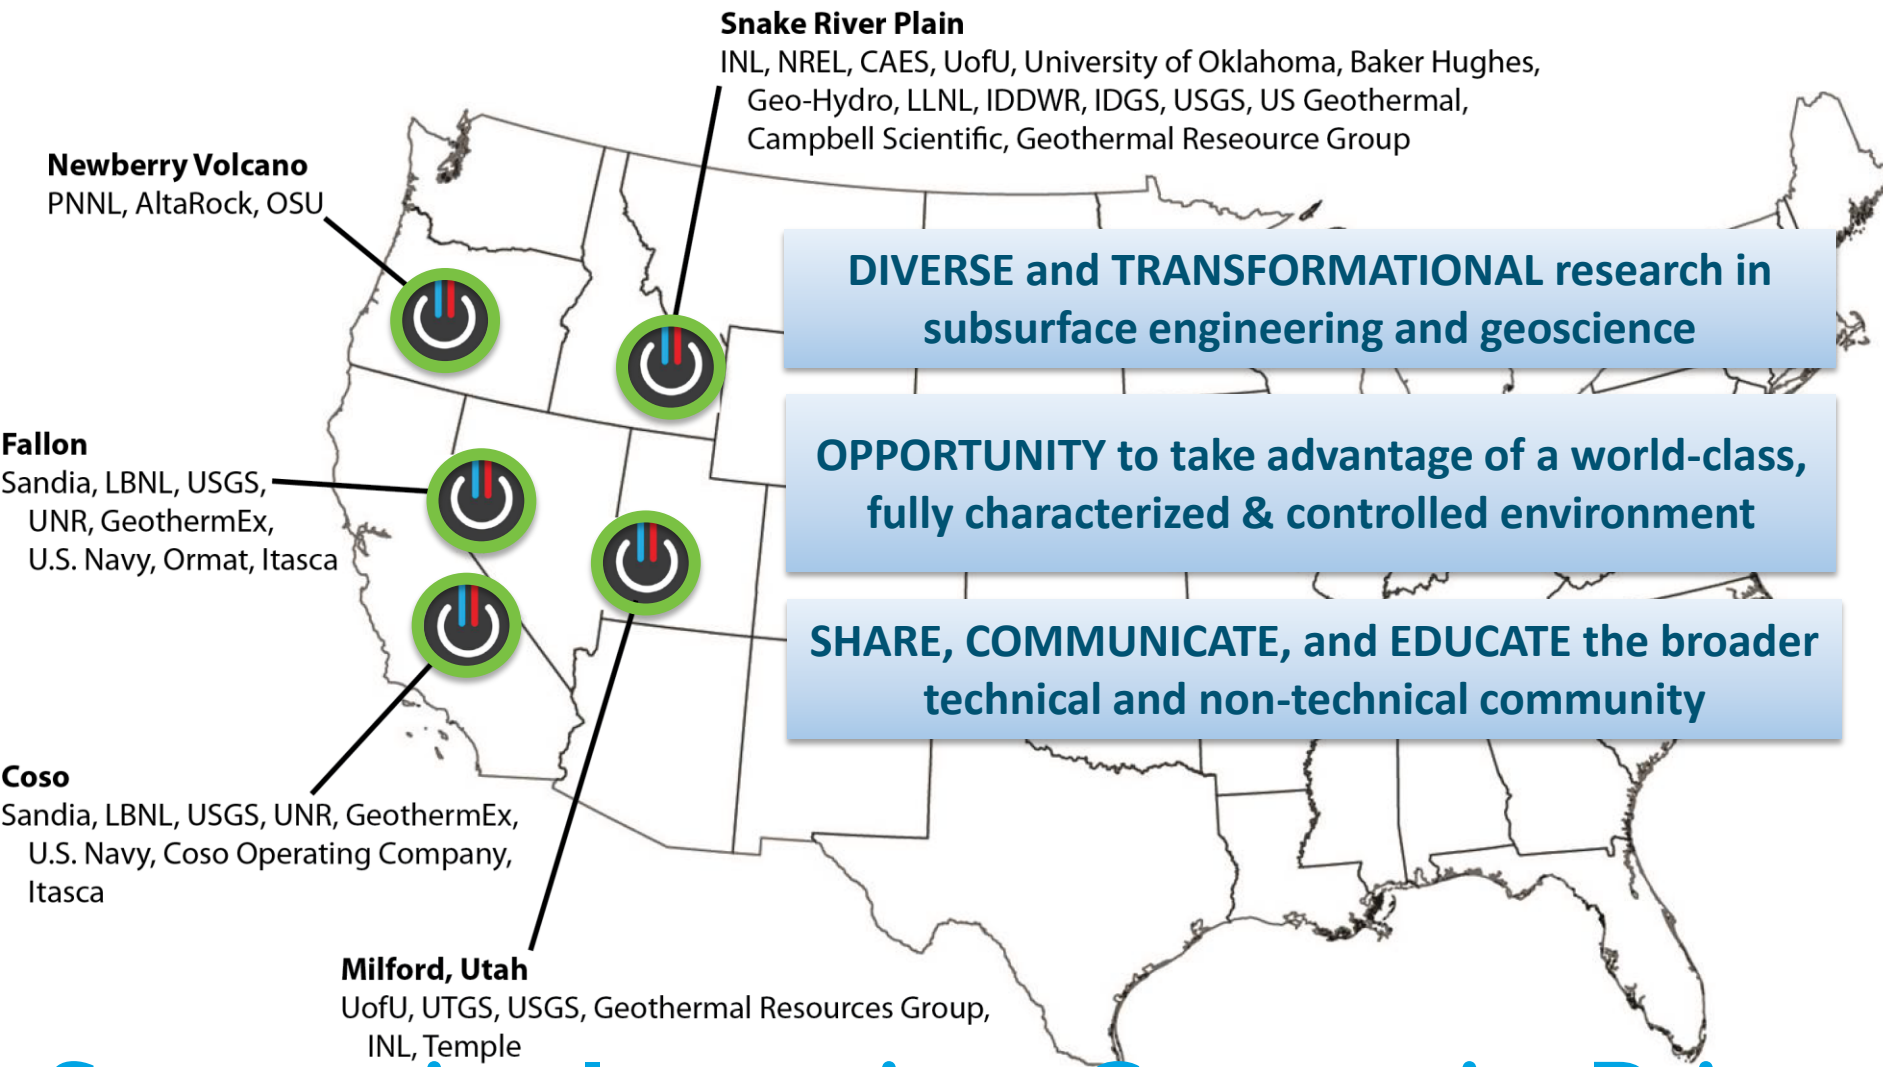 Snake River Plain
INL, NREL, CAES, UofU, University of Oklahoma, Baker Hughes,
Geo-Hydro, LLNL, IDDWR, IDGS, USGS, US Geothermal,
Campbell Scientific, Geothermal Reseource Group
Newberry Volcano
PNNL, AltaRock, OSU
DIVERSE and TRANSFORMATIONAL research in
subsurface engineering and geoscience
OPPORTUNITY to take advantage of a world-class,
fully characterized & controlled environment
SHARE, COMMUNICATE, and EDUCATE the broader
technical and non-technical community
Fallon
Sandia, LBNL, USGS,
UNR, GeothermEx,
U.S. Navy, Ormat, Itasca
Coso
Sandia, LBNL, USGS, UNR, GeothermEx,
U.S. Navy, Coso Operating Company,
Itasca
Milford, Utah
UofU, UTGS, USGS, Geothermal Resources Group,
INL, Temple